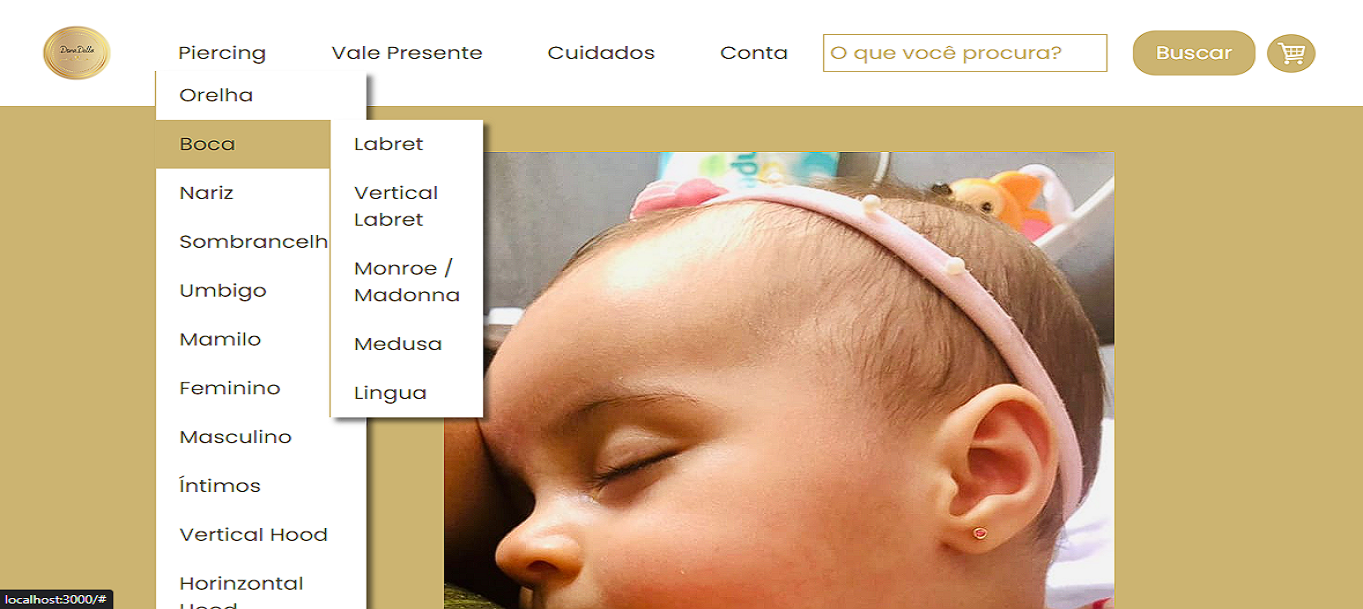 Dona Della
Piercing
Vale Presente
Cuidados
Conta
O que você procura?
Buscar
Orelha
Boca
Nariz
Sombrancelh
Umbigo
Mamilo
Feminino
Masculino
Íntimos
Vertical Hood
Horinzontal
Hood
Labret
Vertical
Labret
Monroe /
Madonna
Medusa
Lingua
localhost:3000/#